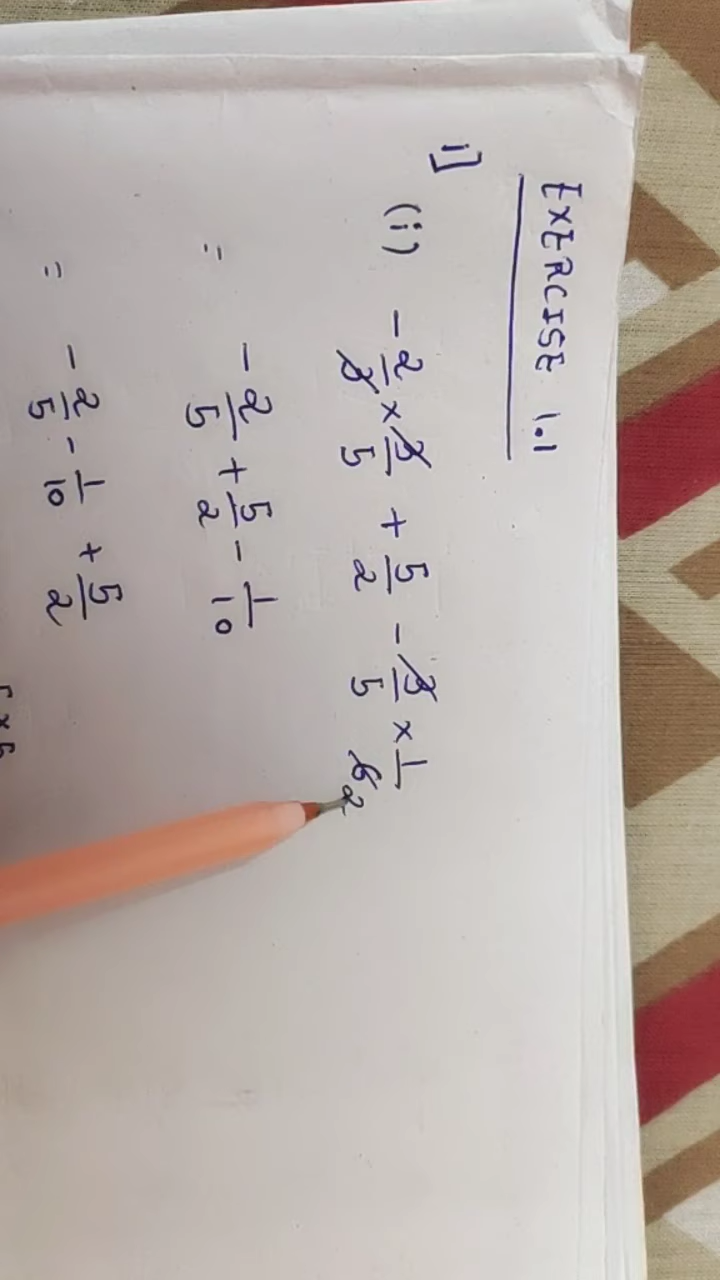 EXERCISE 1.1
1] (i) -2/3 × 3/5 + 5/2 - 3/5 × 1/6 2
= -2/5 + 5/2 - 1/10
= -2/5 - 1/10 + 5/2